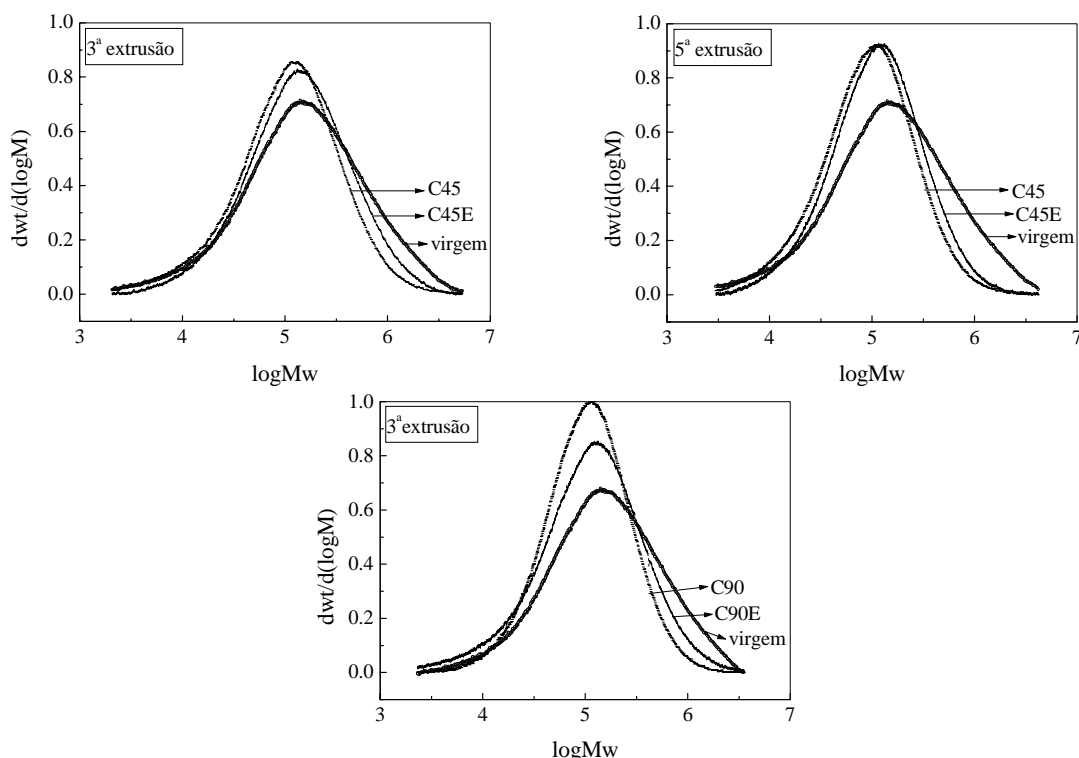 3ª extrusão
1.0
0.8
0.6
0.4
0.2
0.0
dwt/d(logM)
C45
C45E
virgem
3 4 5 6 7
logMw
5ª extrusão
1.0
0.8
0.6
0.4
0.2
0.0
dwt/d(logM)
C45
C45E
virgem
3 4 5 6 7
logMw
3ª extrusão
1.0
0.8
0.6
0.4
0.2
0.0
dwt/d(logM)
C90
C90E
virgem
3 4 5 6 7
logMw